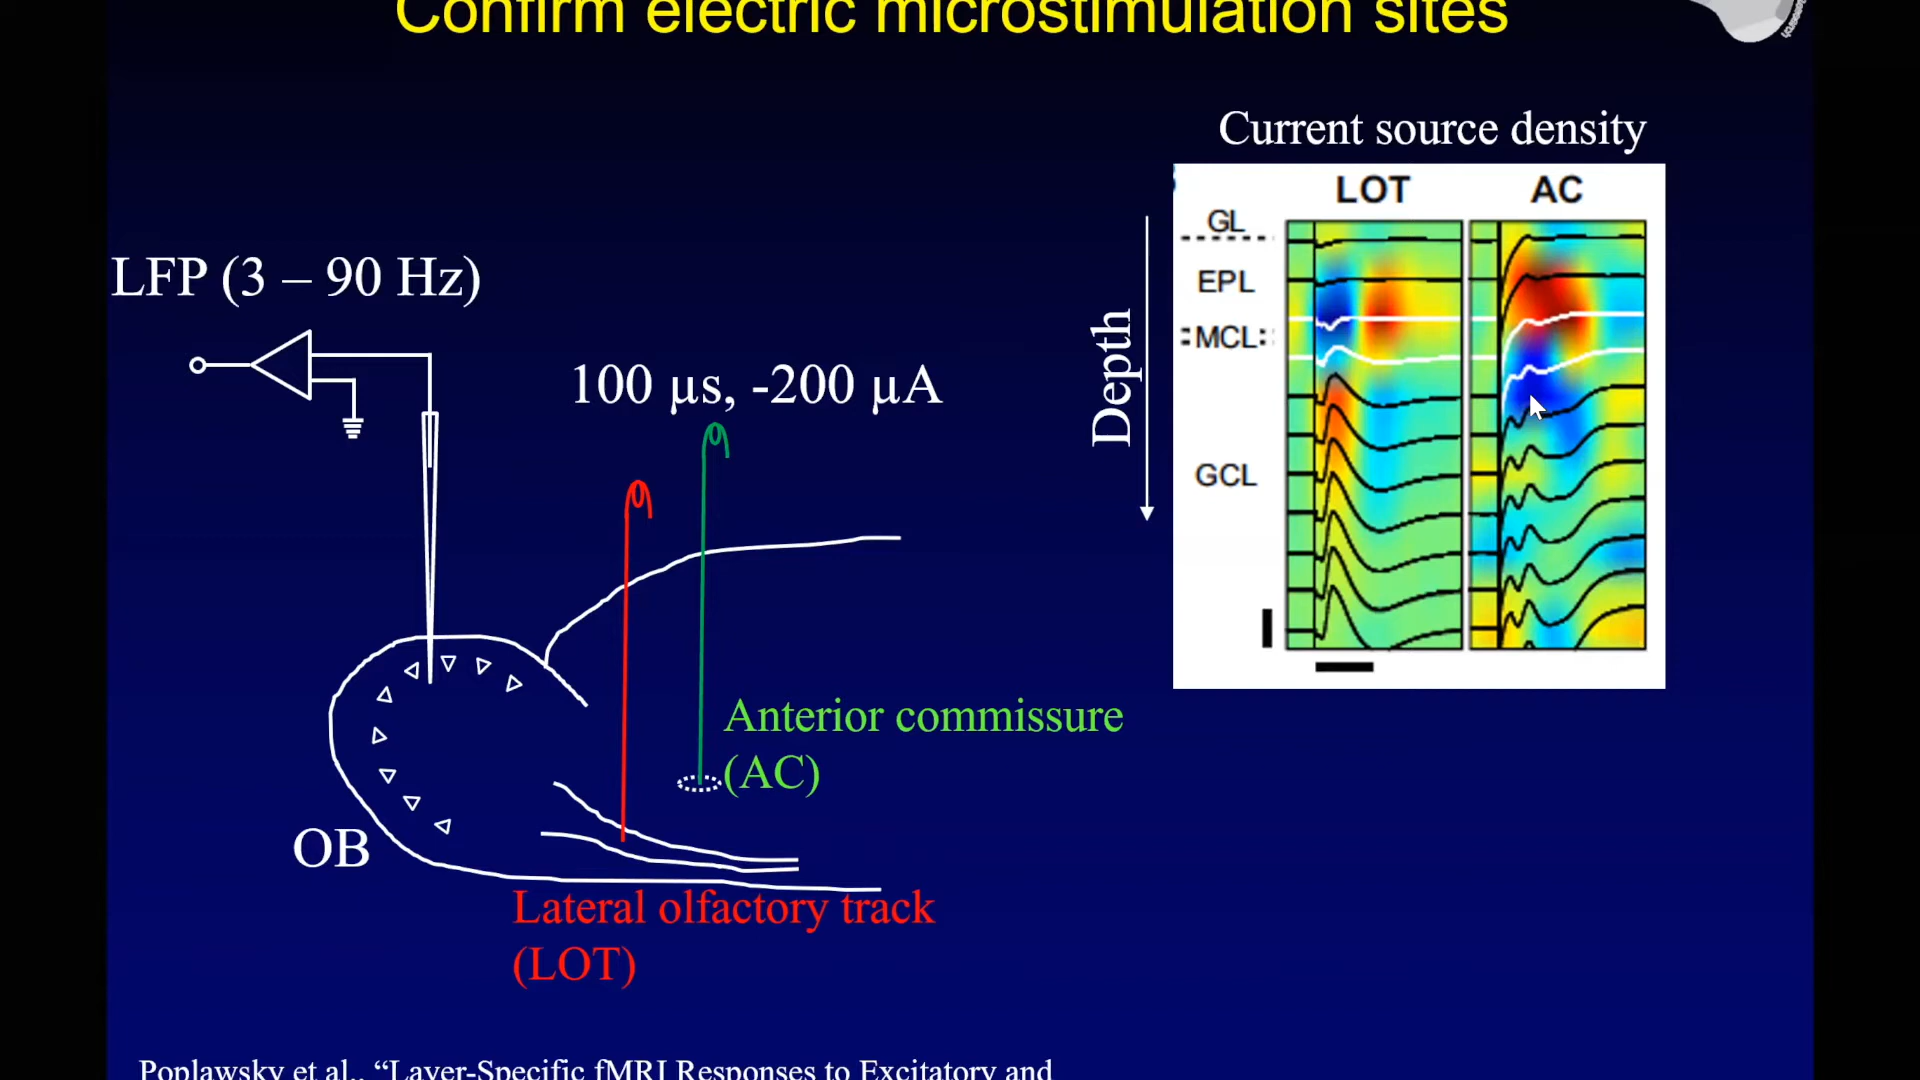 Confirm electric microstimulation sites
Current source density
LOT AC
GL
EPL
MCL
GCL
Depth
LFP (3 – 90 Hz)
100 µs, -200 µA
Anterior commissure
(AC)
OB
Lateral olfactory track
(LOT)
Poplawsky et al., “Layer-Specific fMRI Responses to Excitatory and